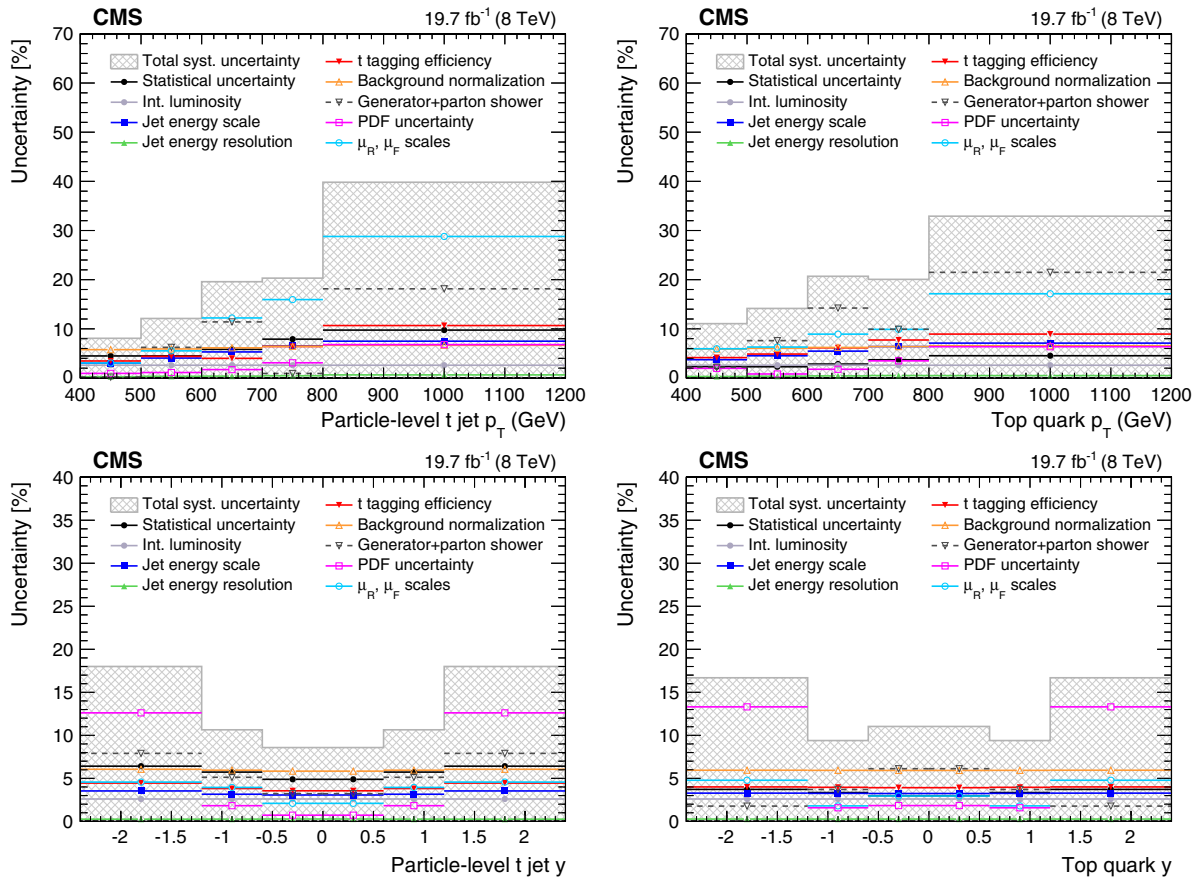 CMS 19.7 fb⁻¹ (8 TeV)
Uncertainty [%]
70
60
50
40
30
20
10
0
Total syst. uncertainty
Statistical uncertainty
Int. luminosity
Jet energy scale
Jet energy resolution
t tagging efficiency
Background normalization
Generator+parton shower
PDF uncertainty
μ_R, μ_F scales
400 500 600 700 800 900 1000 1100 1200
Particle-level t jet p_T (GeV)
CMS 19.7 fb⁻¹ (8 TeV)
Uncertainty [%]
70
60
50
40
30
20
10
0
Total syst. uncertainty
Statistical uncertainty
Int. luminosity
Jet energy scale
Jet energy resolution
t tagging efficiency
Background normalization
Generator+parton shower
PDF uncertainty
μ_R, μ_F scales
400 500 600 700 800 900 1000 1100 1200
Top quark p_T (GeV)
CMS 19.7 fb⁻¹ (8 TeV)
Uncertainty [%]
40
35
30
25
20
15
10
5
0
Total syst. uncertainty
Statistical uncertainty
Int. luminosity
Jet energy scale
Jet energy resolution
t tagging efficiency
Background normalization
Generator+parton shower
PDF uncertainty
μ_R, μ_F scales
-2 -1.5 -1 -0.5 0 0.5 1 1.5 2
Particle-level t jet y
CMS 19.7 fb⁻¹ (8 TeV)
Uncertainty [%]
40
35
30
25
20
15
10
5
0
Total syst. uncertainty
Statistical uncertainty
Int. luminosity
Jet energy scale
Jet energy resolution
t tagging efficiency
Background normalization
Generator+parton shower
PDF uncertainty
μ_R, μ_F scales
-2 -1.5 -1 -0.5 0 0.5 1 1.5 2
Top quark y